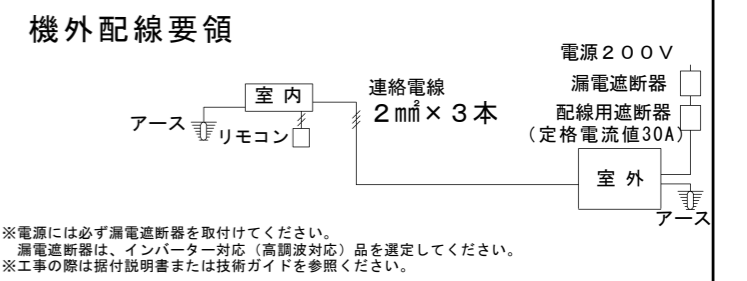 機外配線要領
電源200V
漏電遮断器
配線用遮断器
(定格電流値30A)
室内
連絡電線
2㎟×3本
アース
リモコン
室外
アース
※電源には必ず漏電遮断器を取付けてください。
漏電遮断器は、インバーター対応(高調波対応)品を選定してください。
※工事の際は据付説明書または技術ガイドを参照ください。